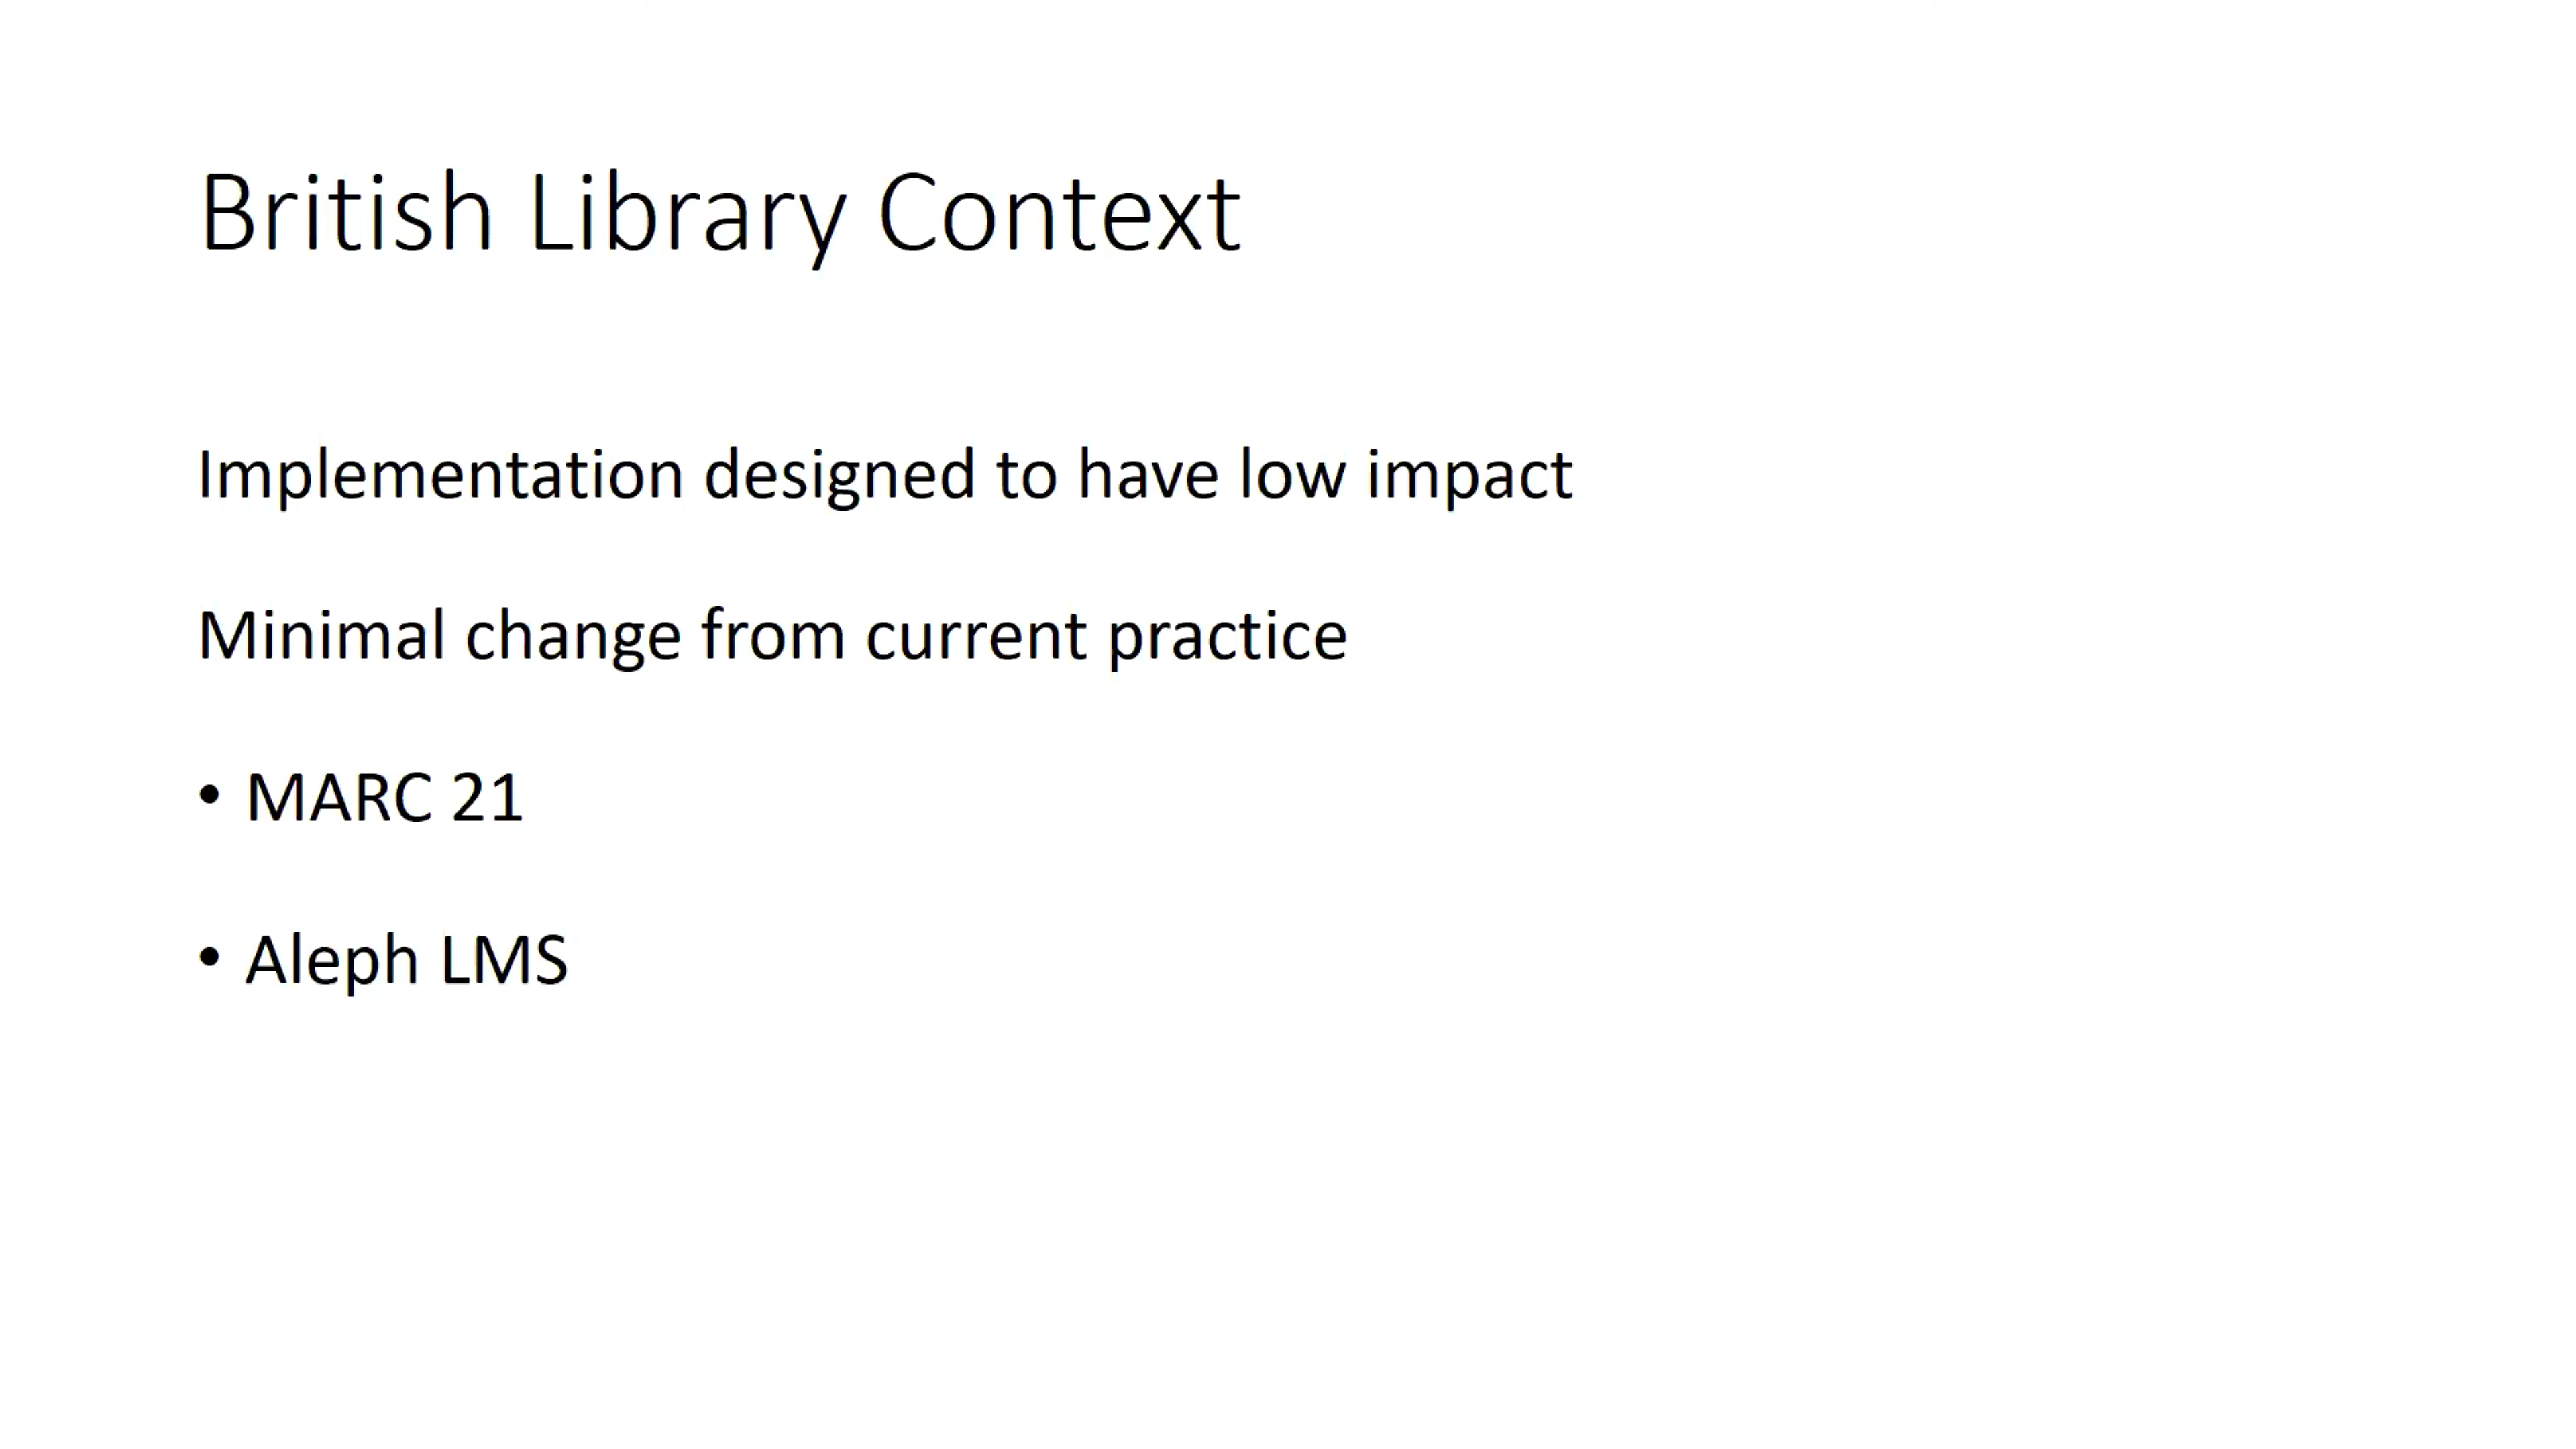 British Library Context
Implementation designed to have low impact
Minimal change from current practice
• MARC 21
• Aleph LMS